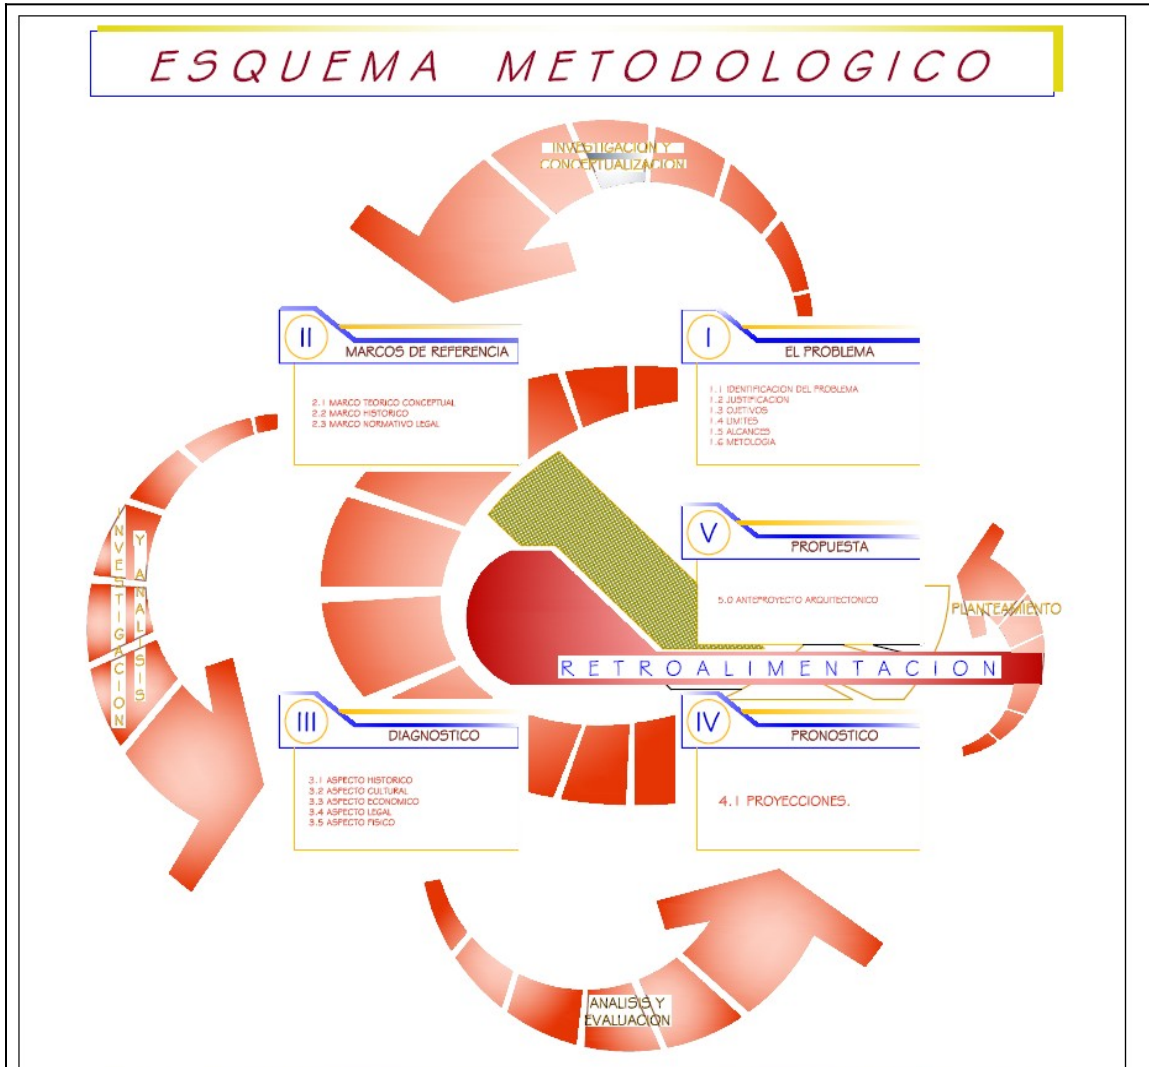 ESQUEMA METODOLOGICO
INVESTIGACION Y
CONCEPTUALIZACION
I
EL PROBLEMA
1.1 IDENTIFICACION DEL PROBLEMA
1.2 JUSTIFICACION
1.3 OJETIVOS
1.4 LIMITES
1.5 ALCANCES
1.6 METOLOGIA
II
MARCOS DE REFERENCIA
2.1 MARCO TEORICO CONCEPTUAL
2.2 MARCO HISTORICO
2.3 MARCO NORMATIVO LEGAL
INVESTIGACION
Y ANALISIS
III
DIAGNOSTICO
3.1 ASPECTO HISTORICO
3.2 ASPECTO CULTURAL
3.3 ASPECTO ECONOMICO
3.4 ASPECTO LEGAL
3.5 ASPECTO FISICO
ANALISIS Y
EVALUACION
IV
PRONOSTICO
4.1 PROYECCIONES.
PLANTEAMIENTO
V
PROPUESTA
5.0 ANTEPROYECTO ARQUITECTONICO
RETROALIMENTACION